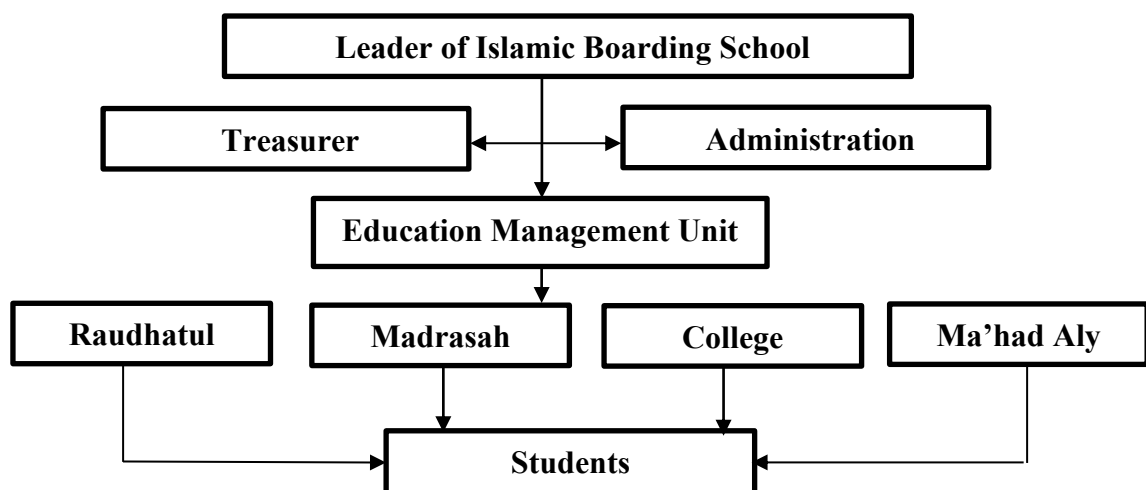 Leader of Islamic Boarding School
Treasurer
Administration
Education Management Unit
Raudhatul
Madrasah
College
Ma’had Aly
Students